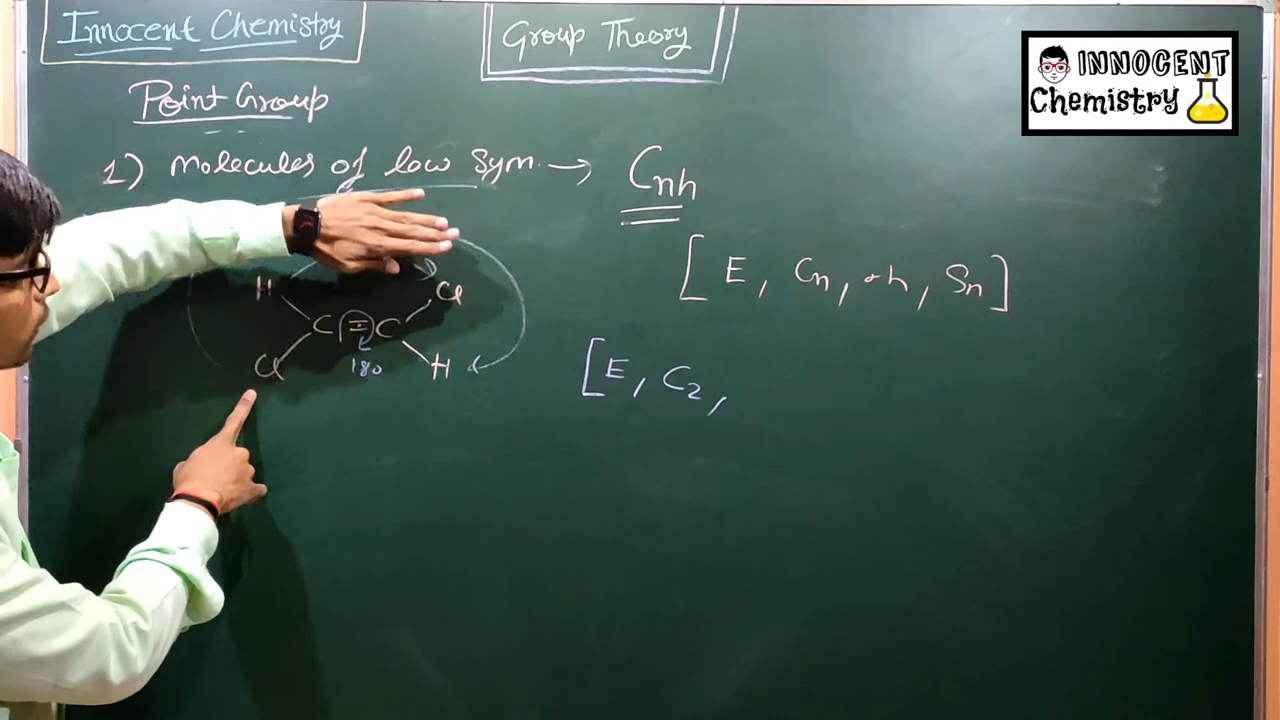 Innocent Chemistry
Group Theory
INNOCENT
Chemistry
Point Group
1) Molecules of low Sym. → Cnh
[E, Cn, σh, Sn]
H Cl
C = C
Cl 180 H
[E, C2,